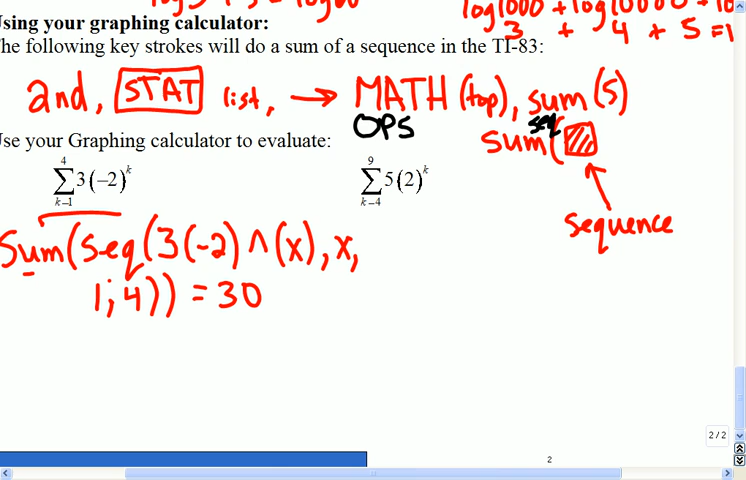 Using your graphing calculator:
log1000 + log10000 + 10
3 + 4 + 5 = 1
The following key strokes will do a sum of a sequence in the TI-83:
2nd, STAT list, → MATH (top), sum (5)
OPS seq
Use your Graphing calculator to evaluate: sum(
4 9
∑ 3(−2)^k ∑ 5(2)^k
k–1 k–4
sequence
Sum(seq(3(-2)^(x), x,
1, 4)) = 30
2 / 2
2